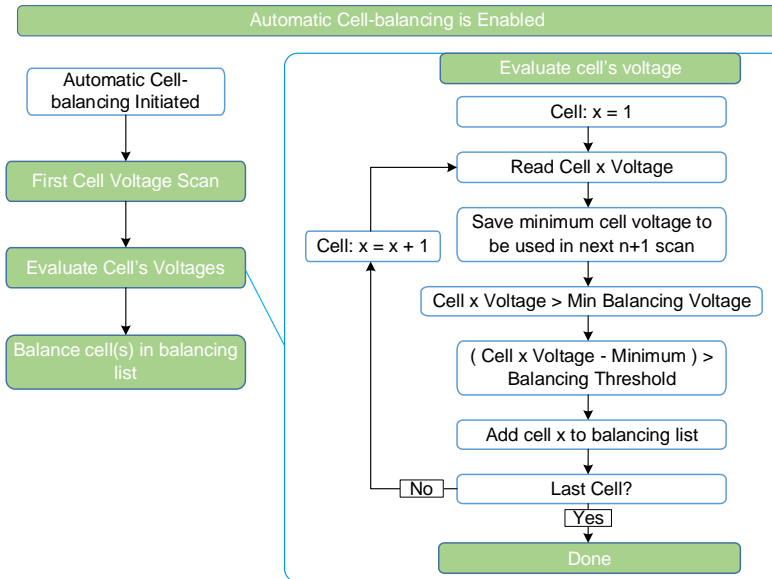 Automatic Cell-balancing is Enabled
Automatic Cell-
balancing Initiated
First Cell Voltage Scan
Evaluate Cell's Voltages
Balance cell(s) in balancing
list
Evaluate cell's voltage
Cell: x = 1
Read Cell x Voltage
Save minimum cell voltage to
be used in next n+1 scan
Cell: x = x + 1
Cell x Voltage > Min Balancing Voltage
( Cell x Voltage - Minimum ) >
Balancing Threshold
Add cell x to balancing list
Last Cell?
No
Yes
Done